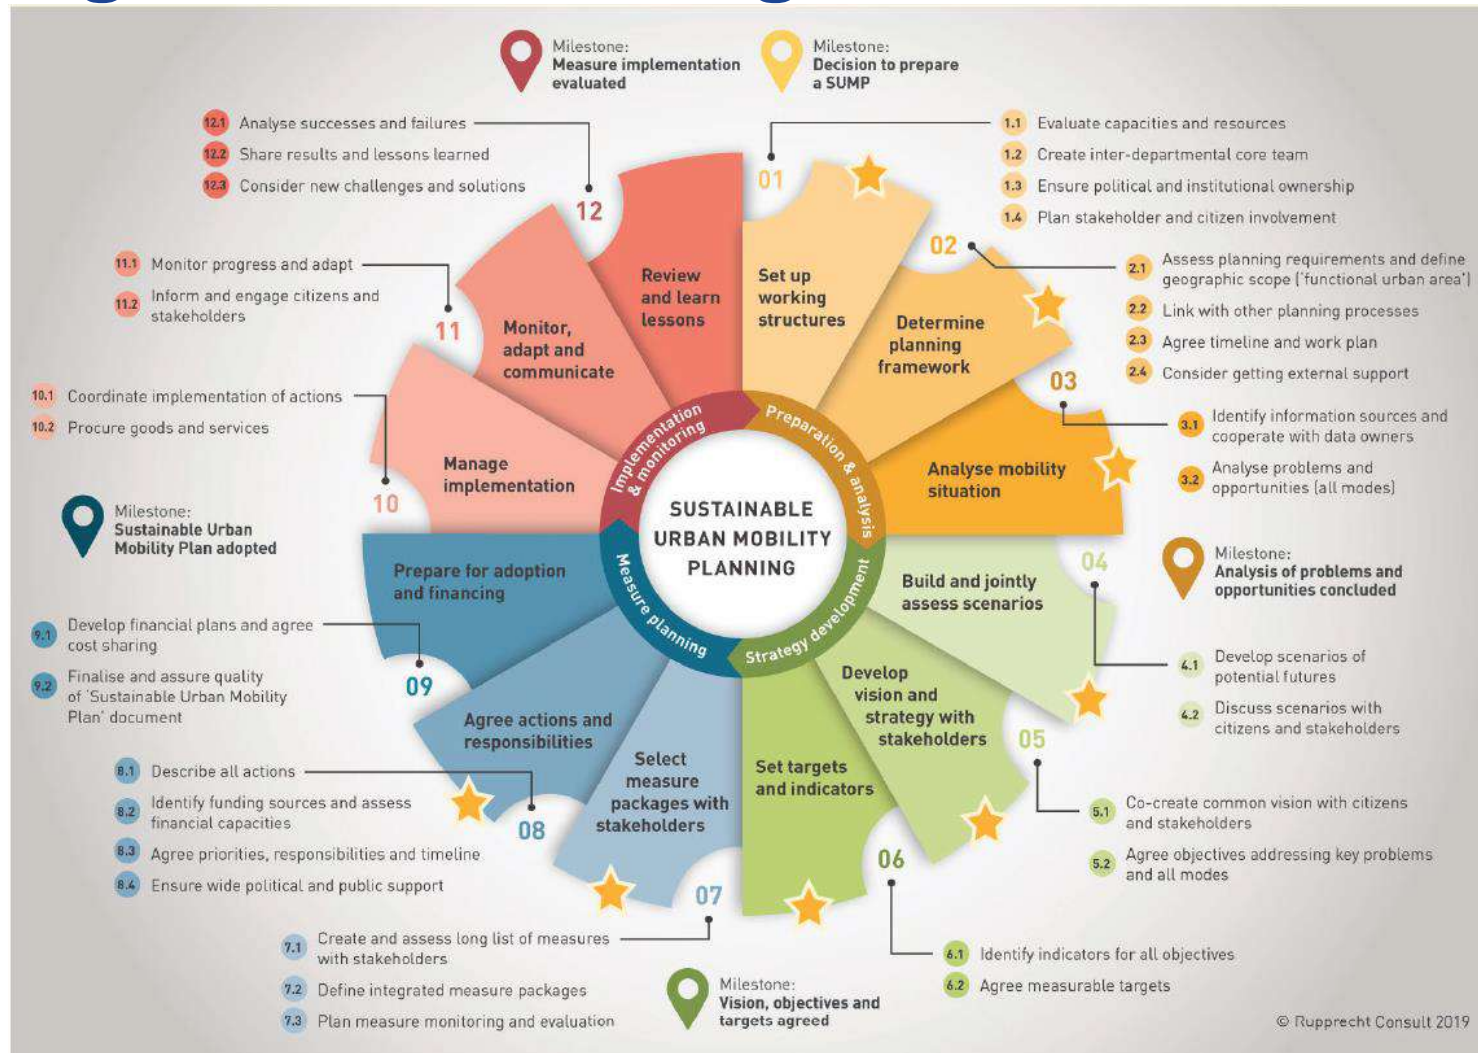 Milestone:
Measure implementation
evaluated
Milestone:
Decision to prepare
a SUMP
12.1 Analyse successes and failures
12.2 Share results and lessons learned
12.3 Consider new challenges and solutions
1.1 Evaluate capacities and resources
1.2 Create inter-departmental core team
1.3 Ensure political and institutional ownership
1.4 Plan stakeholder and citizen involvement
11.1 Monitor progress and adapt
11.2 Inform and engage citizens and
stakeholders
2.1 Assess planning requirements and define
geographic scope ('functional urban area')
2.2 Link with other planning processes
2.3 Agree timeline and work plan
2.4 Consider getting external support
10.1 Coordinate implementation of actions
10.2 Procure goods and services
3.1 Identify information sources and
cooperate with data owners
3.2 Analyse problems and
opportunities (all modes)
01
Set up
working
structures
02
Determine
planning
framework
03
Analyse mobility
situation
04
Build and jointly
assess scenarios
05
Develop
vision and
strategy with
stakeholders
06
Set targets
and indicators
07
Select
measure
packages with
stakeholders
08
Agree actions and
responsibilities
09
Prepare for adoption
and financing
10
Manage
implementation
11
Monitor,
adapt and
communicate
12
Review
and learn
lessons
Preparation & analysis
Strategy development
Measure planning
Implementation
& monitoring
SUSTAINABLE
URBAN MOBILITY
PLANNING
Milestone:
Sustainable Urban
Mobility Plan adopted
Milestone:
Analysis of problems and
opportunities concluded
9.1 Develop financial plans and agree
cost sharing
9.2 Finalise and assure quality
of 'Sustainable Urban Mobility
Plan' document
4.1 Develop scenarios of
potential futures
4.2 Discuss scenarios with
citizens and stakeholders
8.1 Describe all actions
8.2 Identify funding sources and assess
financial capacities
8.3 Agree priorities, responsibilities and timeline
8.4 Ensure wide political and public support
5.1 Co-create common vision with citizens
and stakeholders
5.2 Agree objectives addressing key problems
and all modes
7.1 Create and assess long list of measures
with stakeholders
7.2 Define integrated measure packages
7.3 Plan measure monitoring and evaluation
Milestone:
Vision, objectives and
targets agreed
6.1 Identify indicators for all objectives
6.2 Agree measurable targets
© Rupprecht Consult 2019